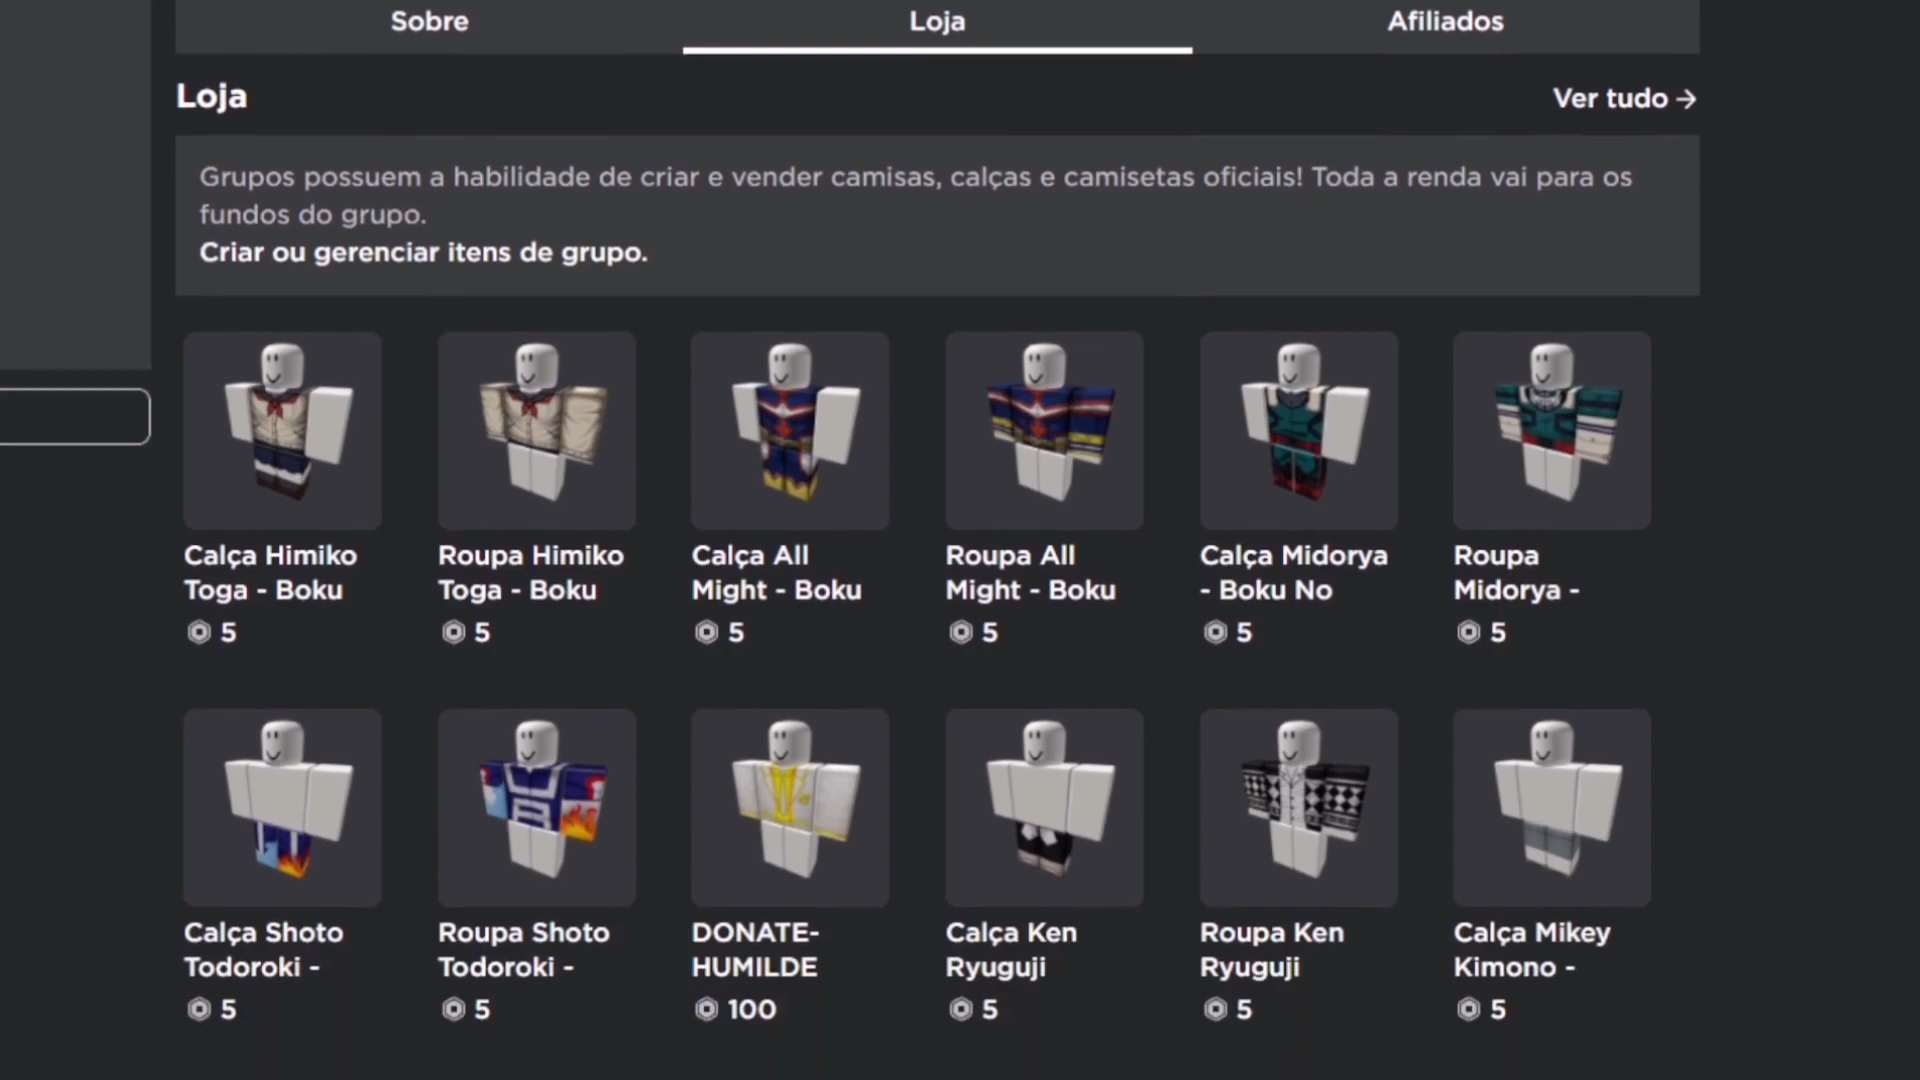 Sobre
Loja
Afiliados
Loja
Ver tudo →
Grupos possuem a habilidade de criar e vender camisas, calças e camisetas oficiais! Toda a renda vai para os
fundos do grupo.
Criar ou gerenciar itens de grupo.
Calça Himiko
Toga - Boku
5
Roupa Himiko
Toga - Boku
5
Calça All
Might - Boku
5
Roupa All
Might - Boku
5
Calça Midorya
- Boku No
5
Roupa
Midorya -
5
Calça Shoto
Todoroki -
5
Roupa Shoto
Todoroki -
5
DONATE-
HUMILDE
100
Calça Ken
Ryuguji
5
Roupa Ken
Ryuguji
5
Calça Mikey
Kimono -
5